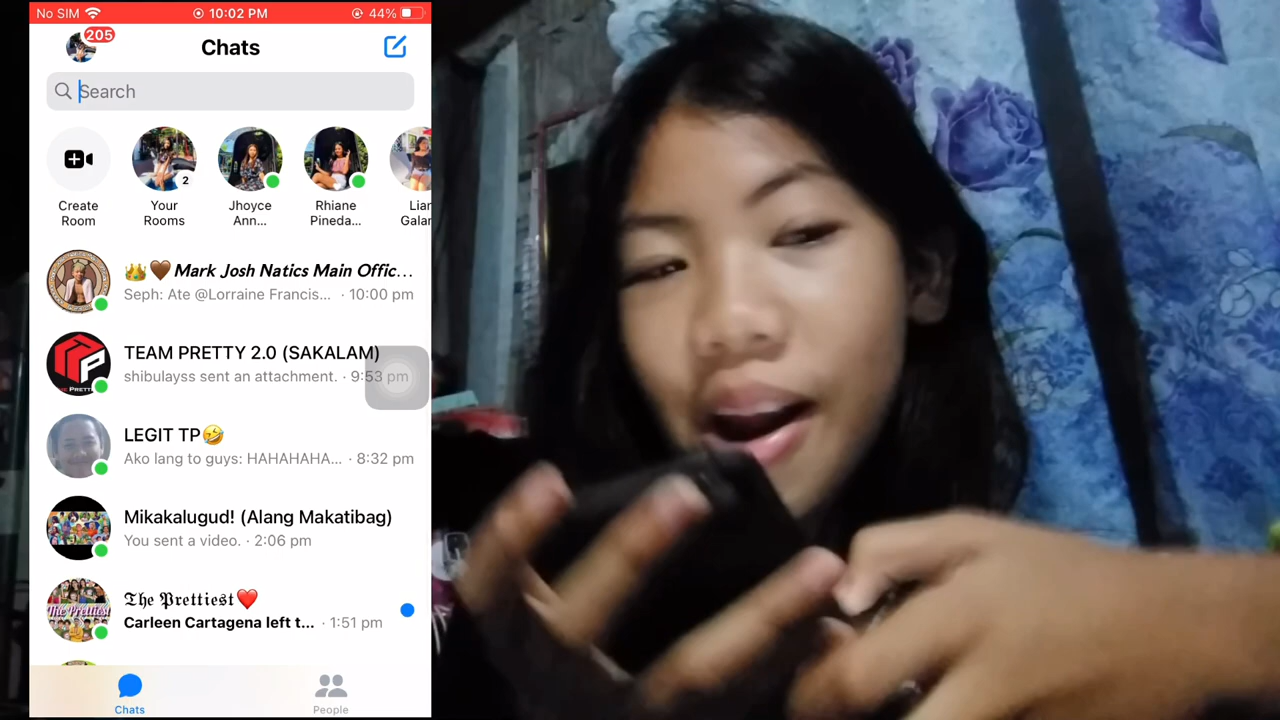 No SIM 10:02 PM 44%
205
Chats
Search
2
Create Room
Your Rooms
Jhoyce Ann...
Rhiane Pineda...
Lian Galar
👑🤎Mark Josh Natics Main Offic...
Seph: Ate @Lorraine Francis... · 10:00 pm
TEAM PRETTY 2.0 (SAKALAM)
shibulayss sent an attachment. · 9:53 pm
LEGIT TP🤣
Ako lang to guys: HAHAHAHA... · 8:32 pm
Mikakalugud! (Alang Makatibag)
You sent a video. · 2:06 pm
𝕿𝖍𝖊 𝕻𝖗𝖊𝖙𝖙𝖎𝖊𝖘𝖙❤️
Carleen Cartagena left t... · 1:51 pm
Chats
People